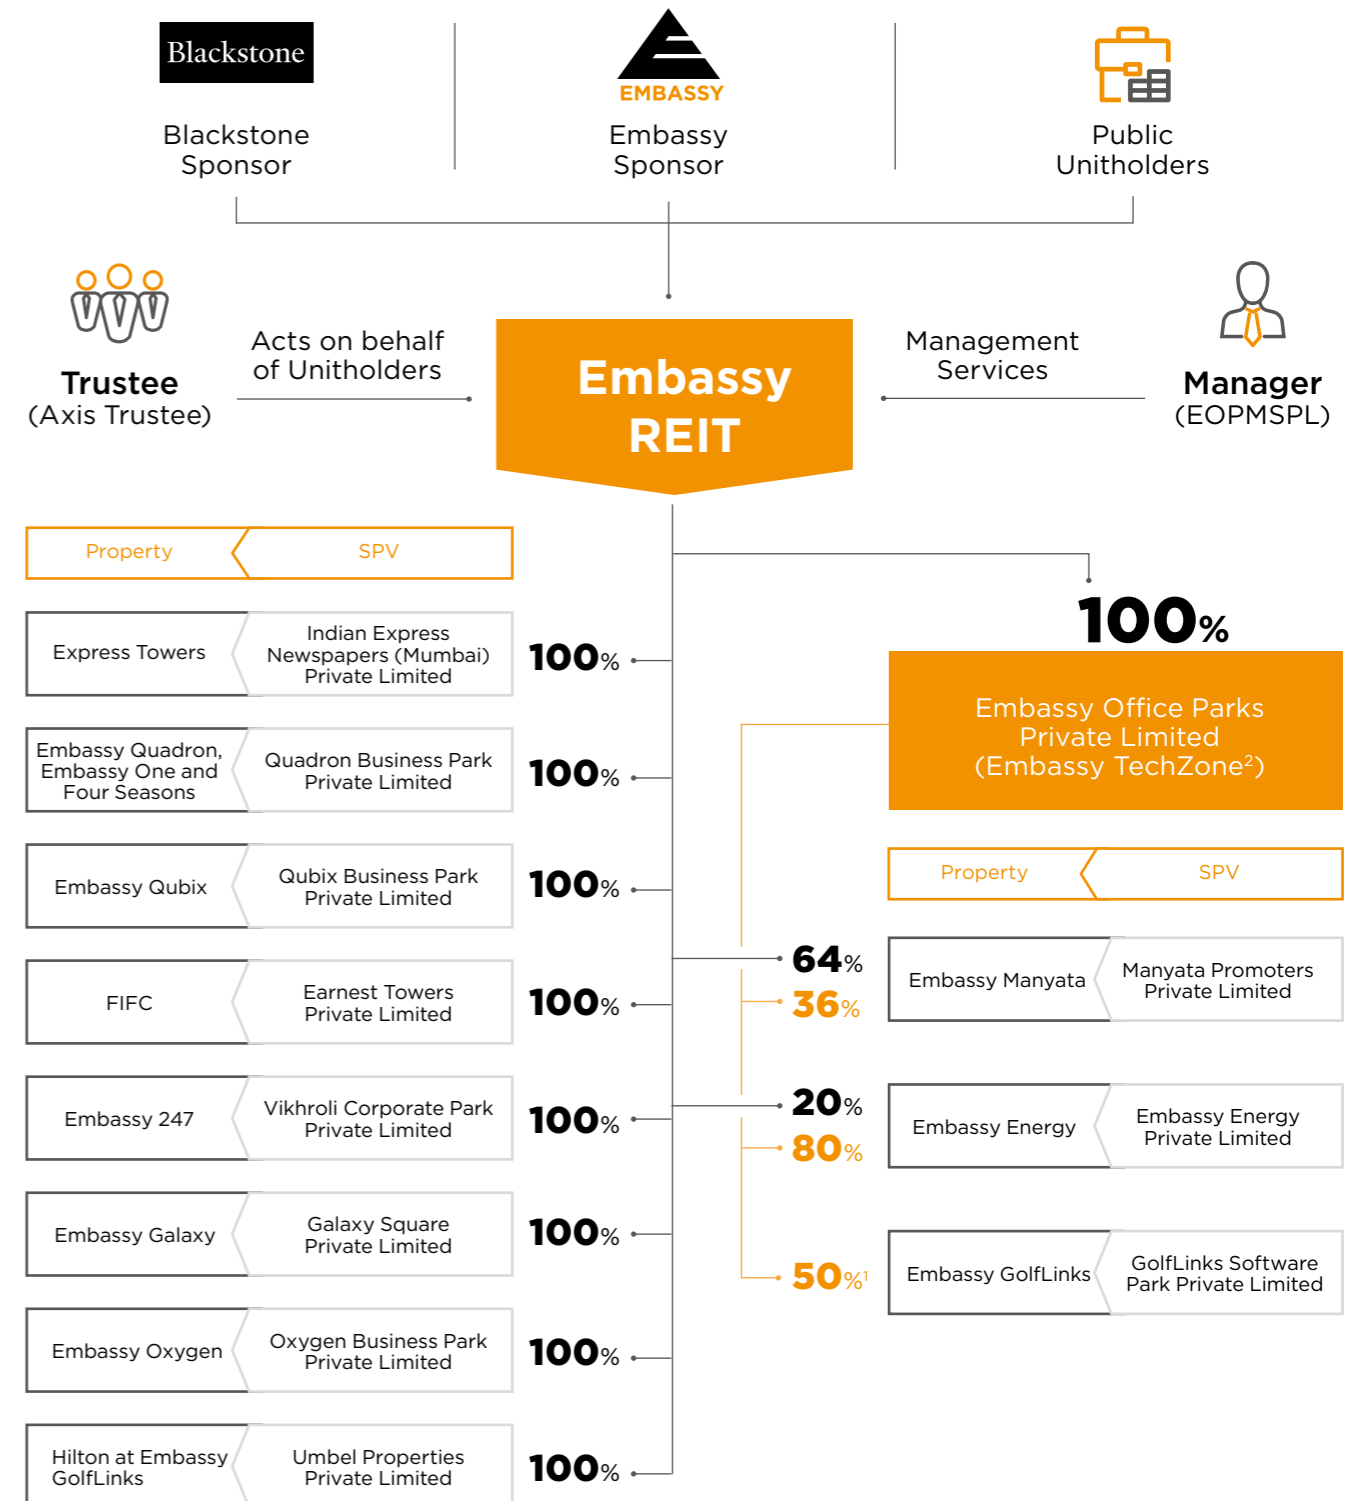 Blackstone
EMBASSY
Blackstone
Sponsor
Embassy
Sponsor
Public
Unitholders
Trustee
(Axis Trustee)
Acts on behalf
of Unitholders
Embassy
REIT
Management
Services
Manager
(EOPMSPL)
Property
SPV
Express Towers
Indian Express
Newspapers (Mumbai)
Private Limited
100%
Embassy Quadron,
Embassy One and
Four Seasons
Quadron Business Park
Private Limited
100%
Embassy Qubix
Qubix Business Park
Private Limited
100%
FIFC
Earnest Towers
Private Limited
100%
Embassy 247
Vikhroli Corporate Park
Private Limited
100%
Embassy Galaxy
Galaxy Square
Private Limited
100%
Embassy Oxygen
Oxygen Business Park
Private Limited
100%
Hilton at Embassy
GolfLinks
Umbel Properties
Private Limited
100%
100%
Embassy Office Parks
Private Limited
(Embassy TechZone²)
Property
SPV
64%
36%
Embassy Manyata
Manyata Promoters
Private Limited
20%
80%
Embassy Energy
Embassy Energy
Private Limited
50%¹
Embassy GolfLinks
GolfLinks Software
Park Private Limited